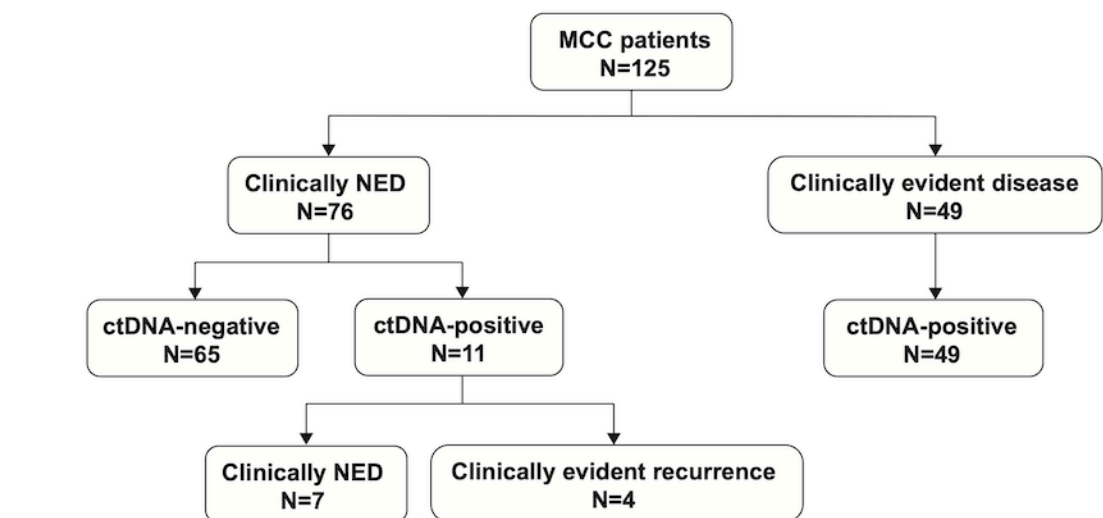 MCC patients
N=125
Clinically NED
N=76
Clinically evident disease
N=49
ctDNA-negative
N=65
ctDNA-positive
N=11
ctDNA-positive
N=49
Clinically NED
N=7
Clinically evident recurrence
N=4